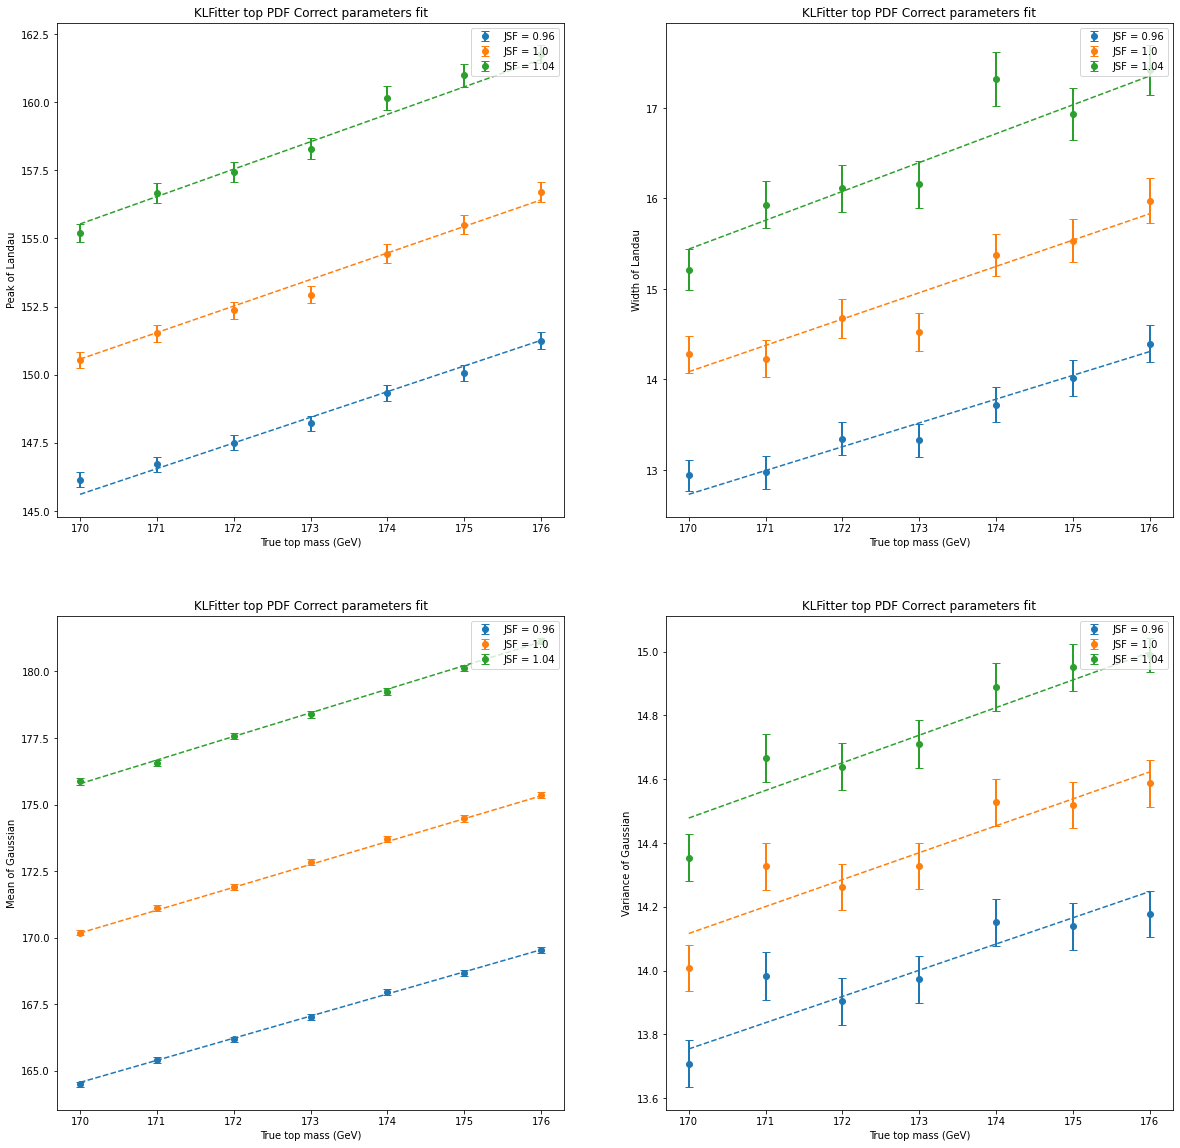 KLFitter top PDF Correct parameters fit
JSF = 0.96
JSF = 1.0
JSF = 1.04
162.5
160.0
157.5
155.0
152.5
150.0
147.5
145.0
Peak of Landau
170 171 172 173 174 175 176
True top mass (GeV)
KLFitter top PDF Correct parameters fit
JSF = 0.96
JSF = 1.0
JSF = 1.04
17
16
15
14
13
Width of Landau
170 171 172 173 174 175 176
True top mass (GeV)
KLFitter top PDF Correct parameters fit
JSF = 0.96
JSF = 1.0
JSF = 1.04
180.0
177.5
175.0
172.5
170.0
167.5
165.0
Mean of Gaussian
170 171 172 173 174 175 176
True top mass (GeV)
KLFitter top PDF Correct parameters fit
JSF = 0.96
JSF = 1.0
JSF = 1.04
15.0
14.8
14.6
14.4
14.2
14.0
13.8
13.6
Variance of Gaussian
170 171 172 173 174 175 176
True top mass (GeV)